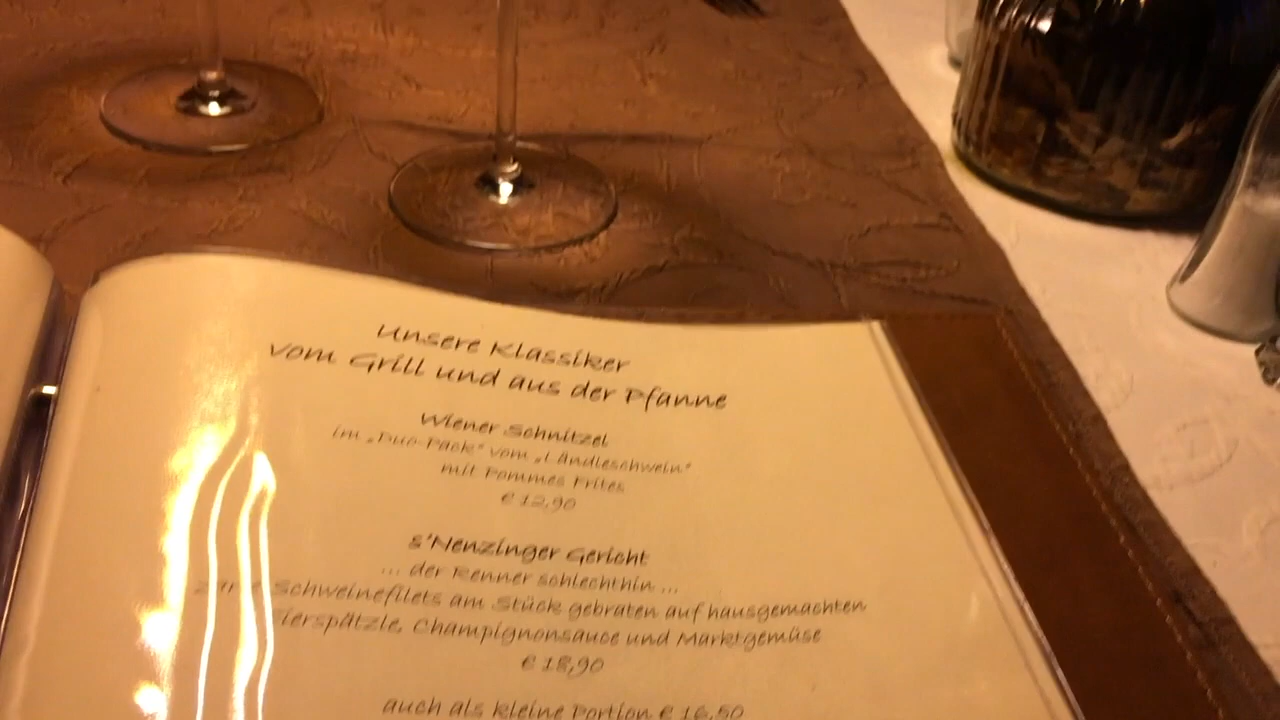 Unsere Klassiker
vom Grill und aus der Pfanne
Wiener Schnitzel
im „Duo-Pack“ vom „Ländleschwein“
mit Pommes Frites
€ 12,90
s'Nenzinger Gericht
... der Renner schlechthin ...
zarte Schweinefilets am Stück gebraten auf hausgemachten
Eierspätzle, Champignonsauce und Marktgemüse
€ 18,90
auch als kleine Portion € 16,50